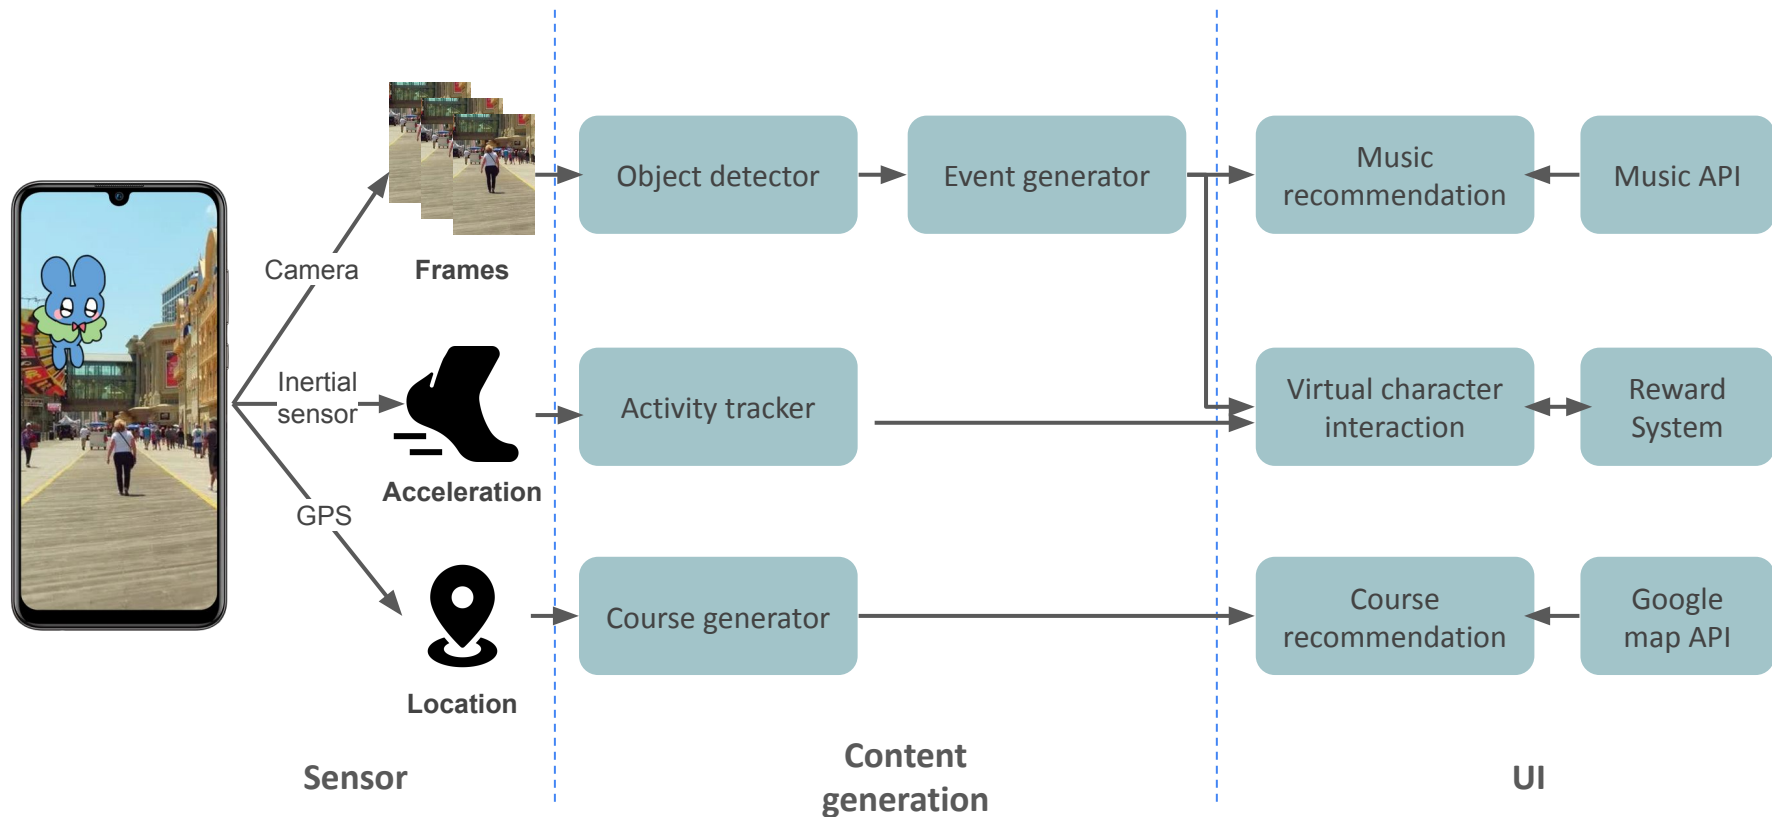 Camera
Frames
Object detector
Event generator
Music
recommendation
Music API
Inertial
sensor
Acceleration
Activity tracker
Virtual character
interaction
Reward
System
GPS
Location
Course generator
Course
recommendation
Google
map API
Sensor
Content
generation
UI